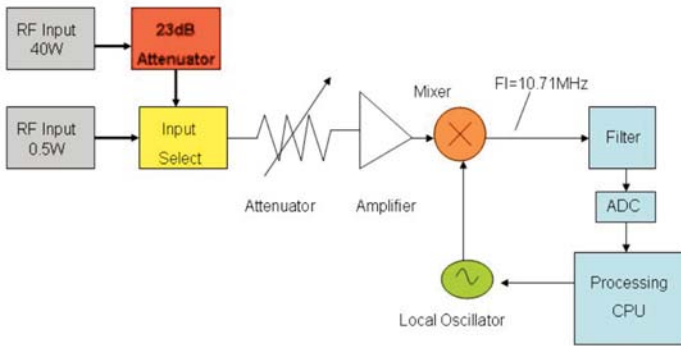 RF Input
40W
23dB
Attenuator
RF Input
0.5W
Input
Select
Attenuator
Amplifier
Mixer
FI=10.71MHz
Filter
ADC
Processing
CPU
Local Oscillator